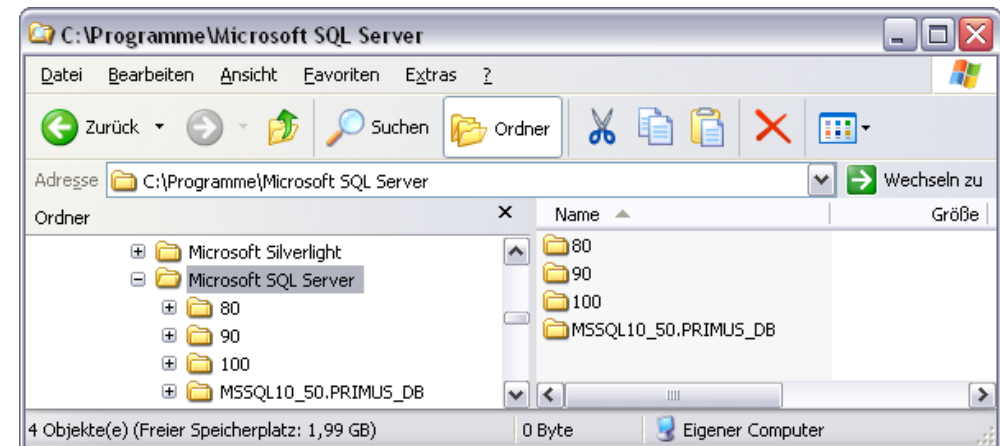 C:\Programme\Microsoft SQL Server
Datei Bearbeiten Ansicht Favoriten Extras ?
Zurück Suchen Ordner
Adresse C:\Programme\Microsoft SQL Server Wechseln zu
Ordner x Name Größe
Microsoft Silverlight
Microsoft SQL Server
80
90
100
MSSQL10_50.PRIMUS_DB
80
90
100
MSSQL10_50.PRIMUS_DB
4 Objekte(e) (Freier Speicherplatz: 1,99 GB) 0 Byte Eigener Computer